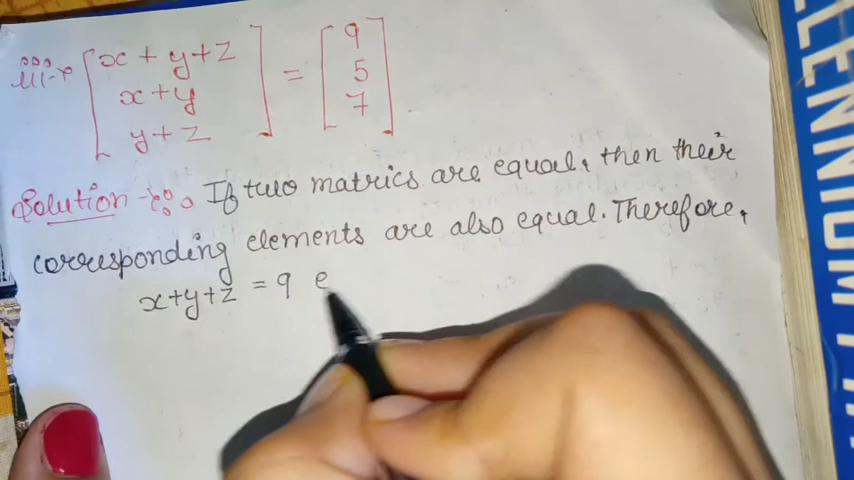 iii→ [x+y+z
x+y
y+z] = [9
5
7]
Solution → If two matrics are equal, then their
corresponding elements are also equal. Therefore,
x+y+z = 9 e